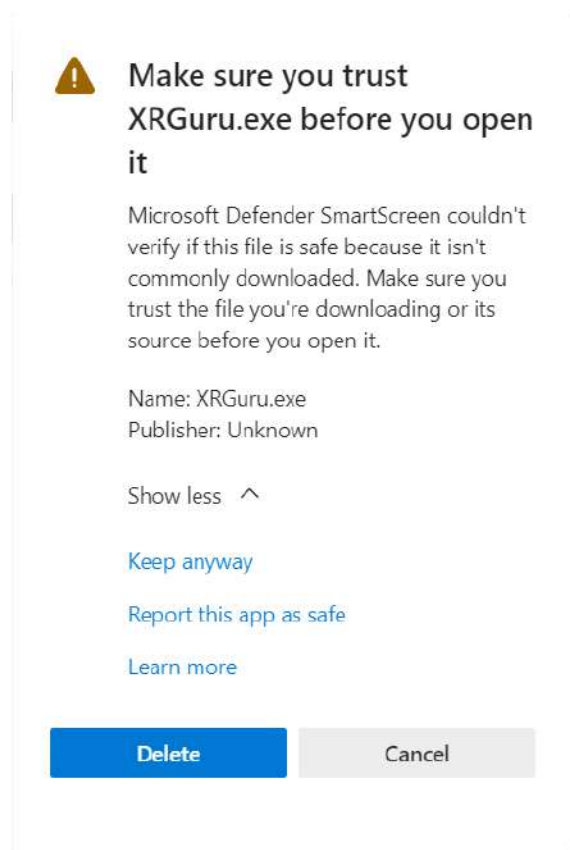 Make sure you trust
XRGuru.exe before you open
it
Microsoft Defender SmartScreen couldn't
verify if this file is safe because it isn't
commonly downloaded. Make sure you
trust the file you're downloading or its
source before you open it.
Name: XRGuru.exe
Publisher: Unknown
Show less
Keep anyway
Report this app as safe
Learn more
Delete
Cancel